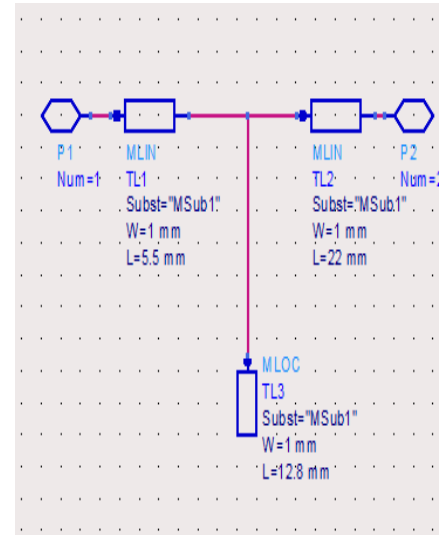 P1
Num=1
MLIN
TL1
Subst="MSub1"
W=1 mm
L=5.5 mm
MLIN
TL2
Subst="MSub1"
W=1 mm
L=22 mm
P2
Num=2
MLOC
TL3
Subst="MSub1"
W=1 mm
L=12.8 mm